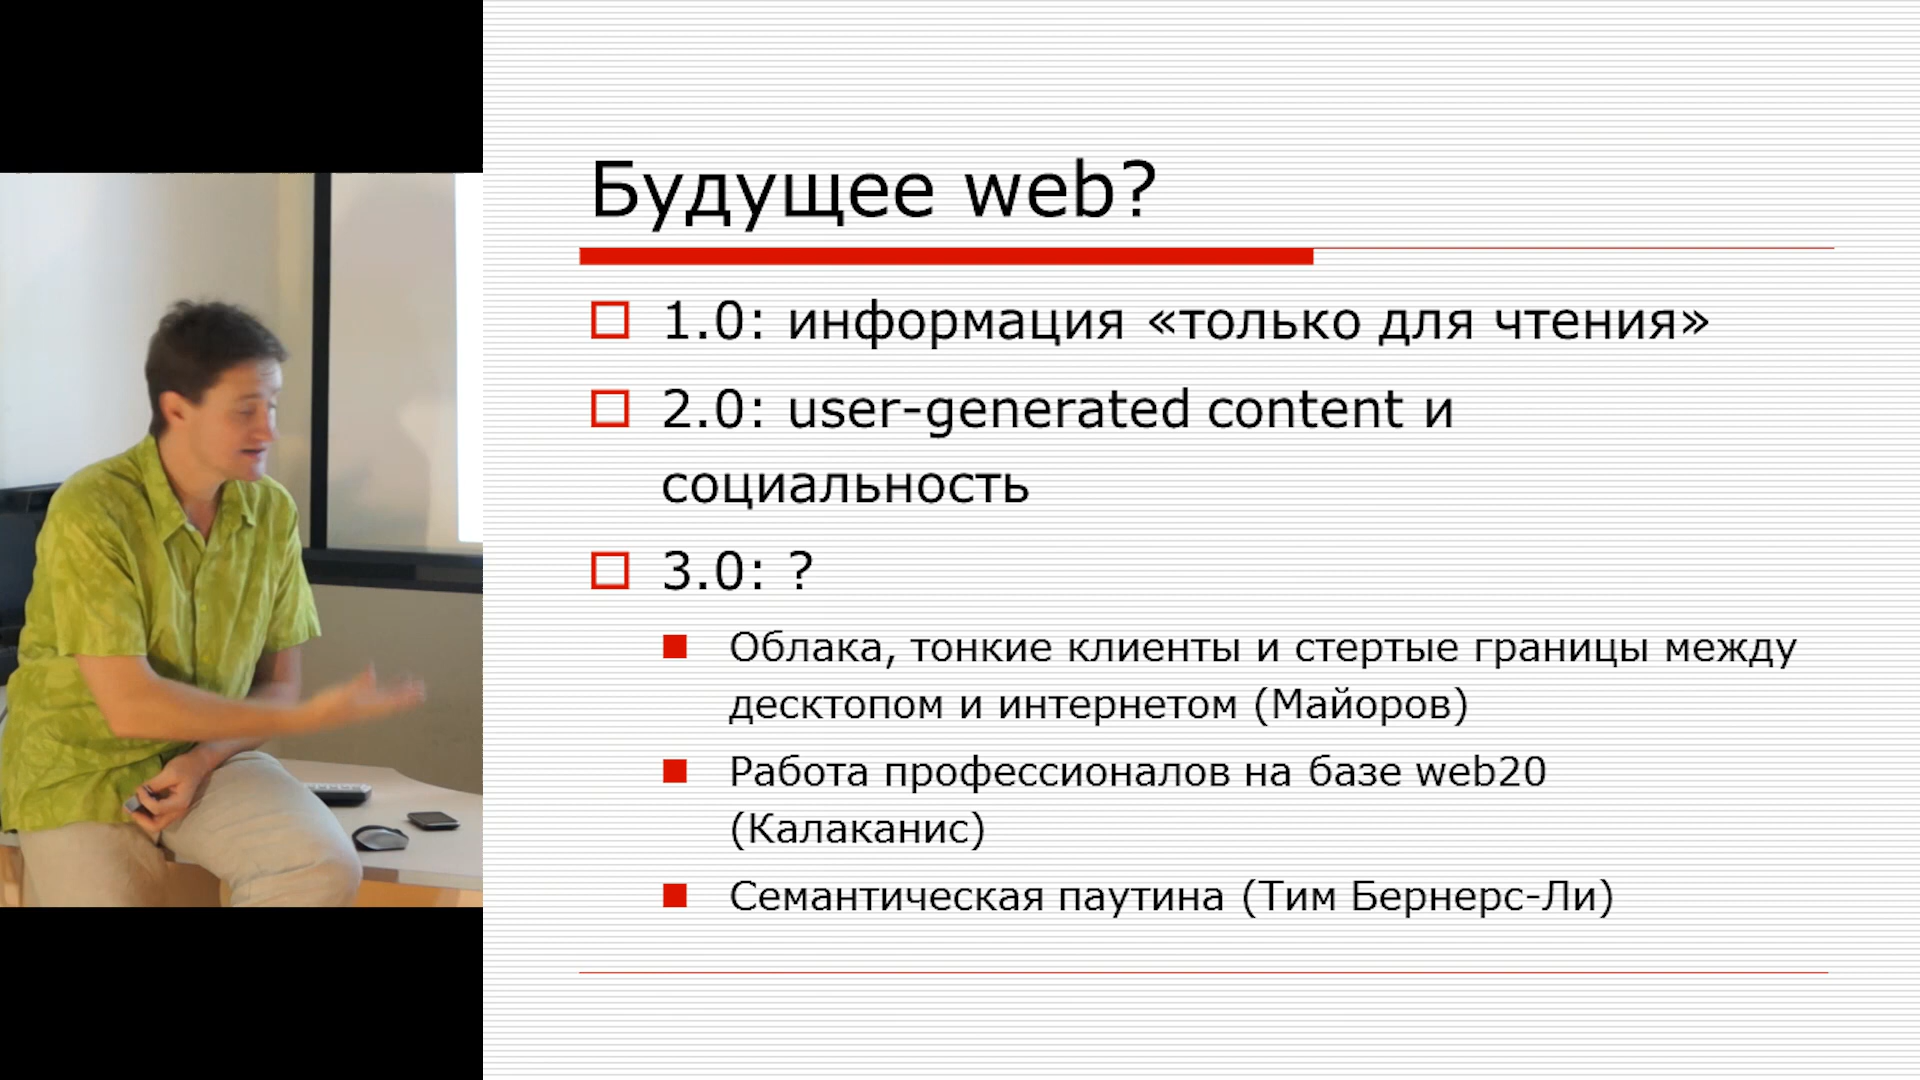 Будущее web?
1.0: информация «только для чтения»
2.0: user-generated content и
социальность
3.0: ?
Облака, тонкие клиенты и стертые границы между
десктопом и интернетом (Майоров)
Работа профессионалов на базе web20
(Калаканис)
Семантическая паутина (Тим Бернерс-Ли)